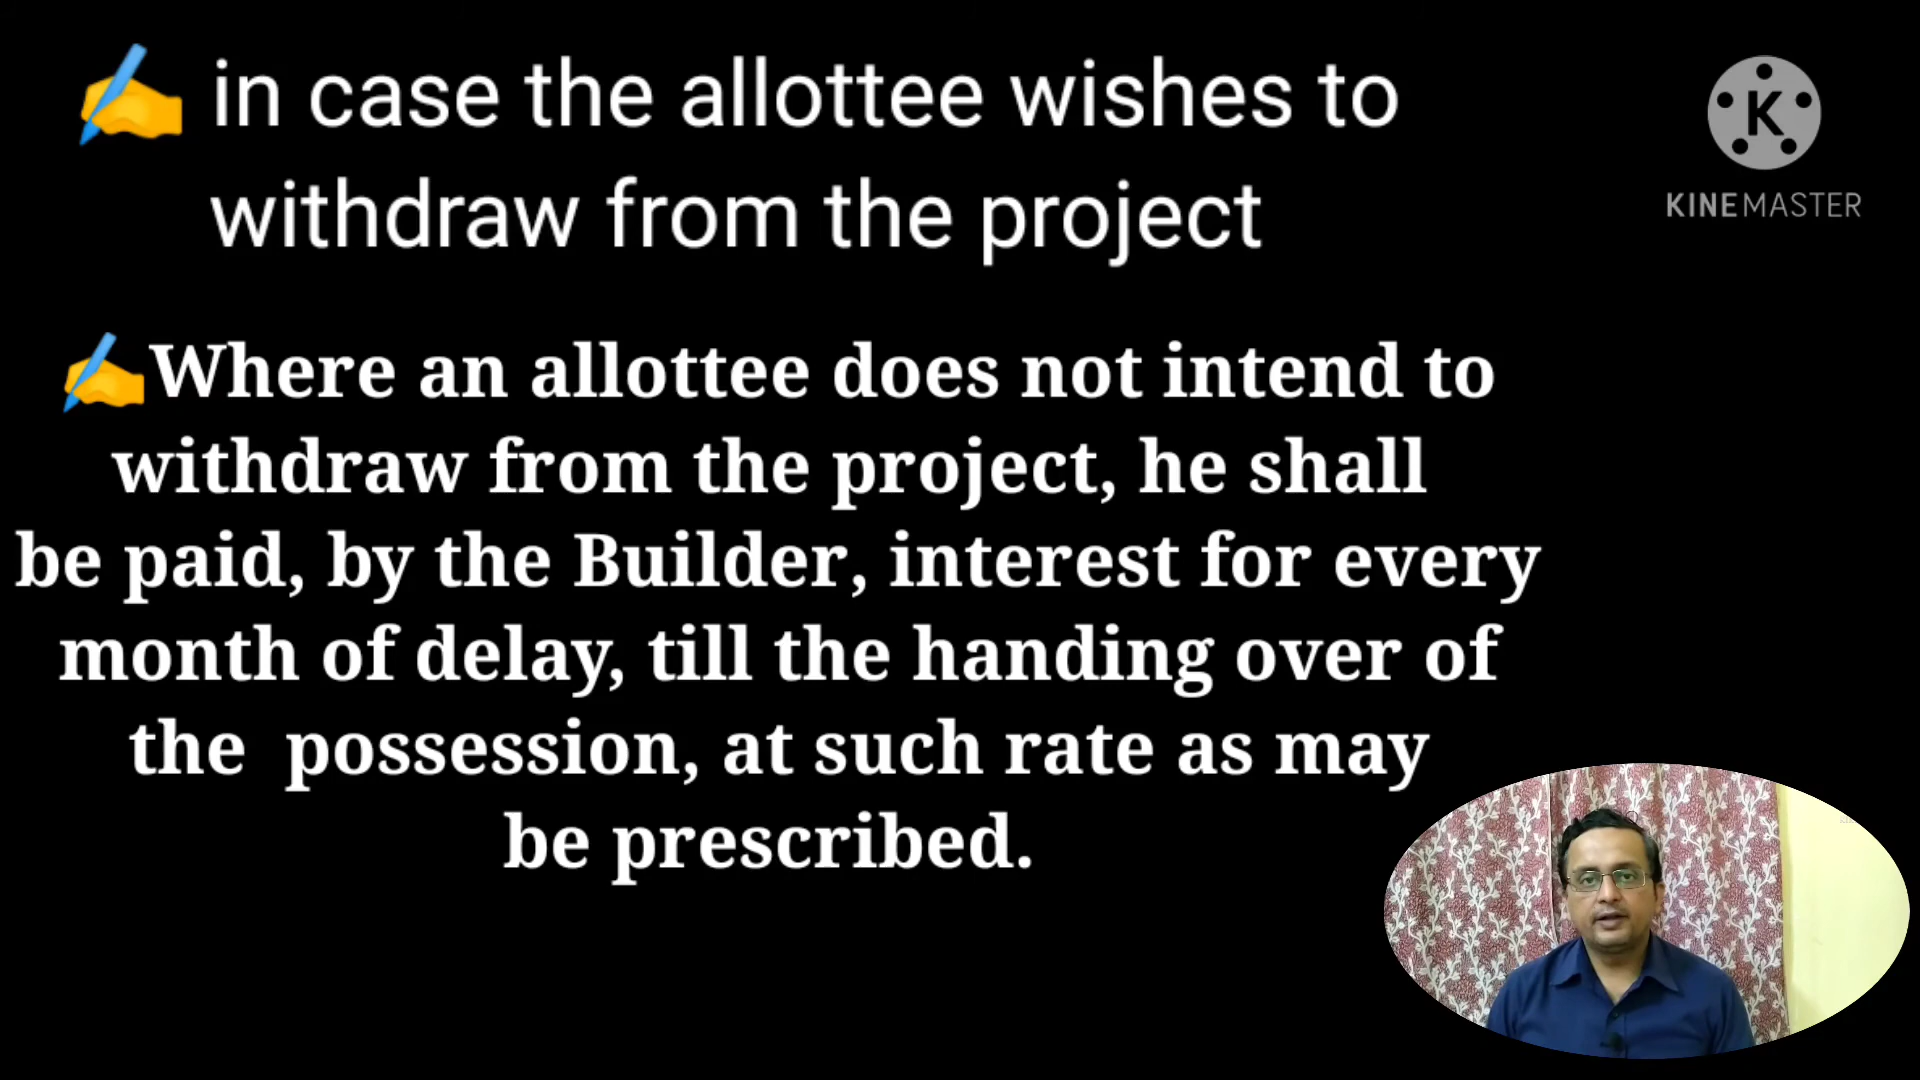 ✍️ in case the allottee wishes to
withdraw from the project
✍️Where an allottee does not intend to
withdraw from the project, he shall
be paid, by the Builder, interest for every
month of delay, till the handing over of
the  possession, at such rate as may
be prescribed.
K
KINEMASTER